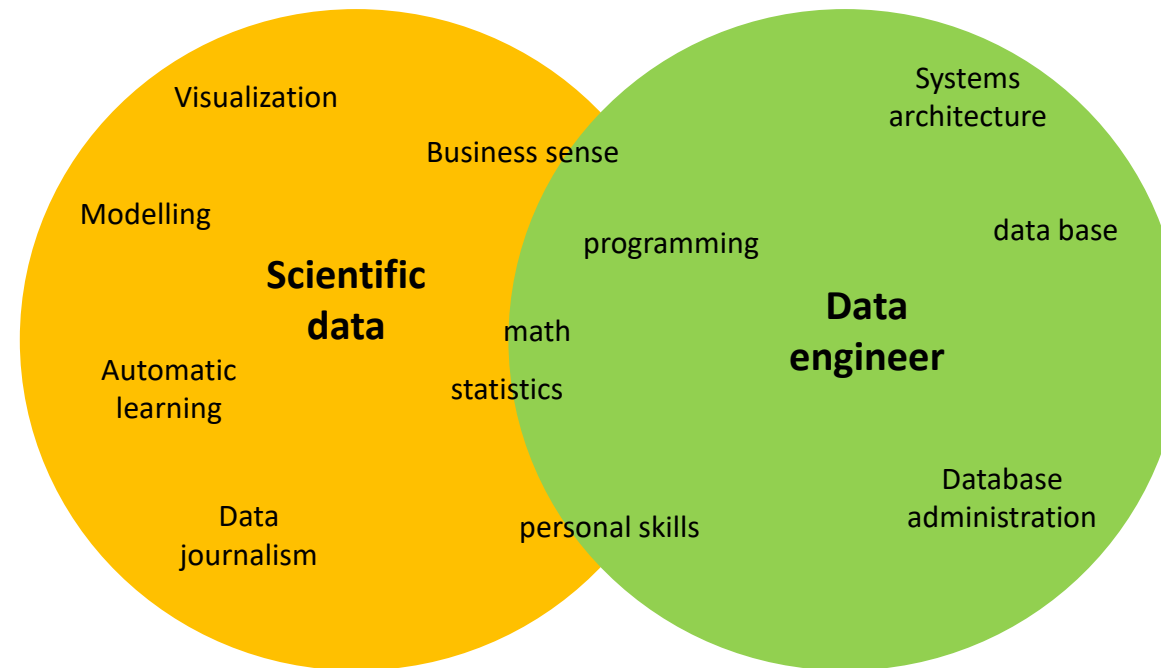 Visualization
Business sense
Modelling
Scientific
data
math
Automatic
learning
statistics
Data
journalism
personal skills
Systems
architecture
programming
data base
Data
engineer
Database
administration